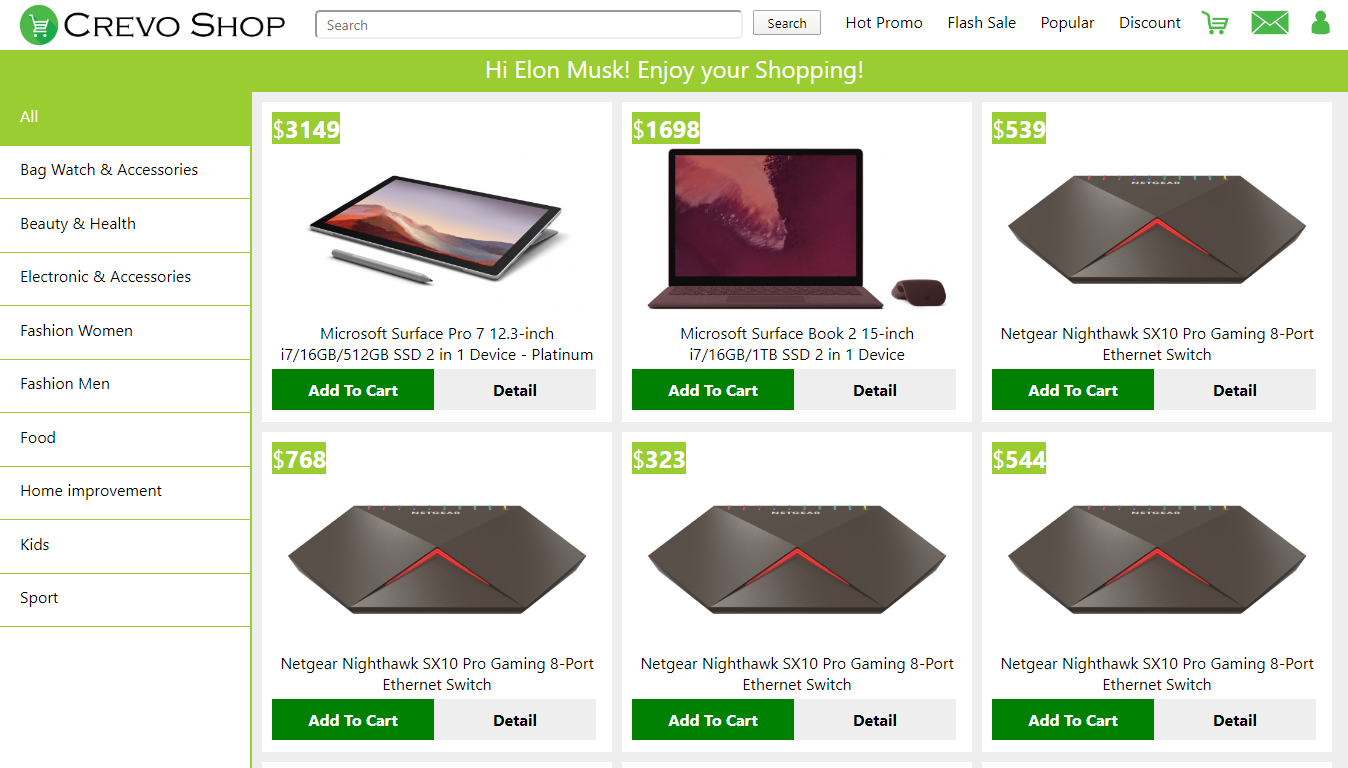 Crevo Shop
Search
Search
Hot Promo
Flash Sale
Popular
Discount
Hi Elon Musk! Enjoy your Shopping!
All
Bag Watch & Accessories
Beauty & Health
Electronic & Accessories
Fashion Women
Fashion Men
Food
Home improvement
Kids
Sport
$3149
Microsoft Surface Pro 7 12.3-inch
i7/16GB/512GB SSD 2 in 1 Device - Platinum
Add To Cart
Detail
$1698
Microsoft Surface Book 2 15-inch
i7/16GB/1TB SSD 2 in 1 Device
Add To Cart
Detail
$539
NETGEAR
Netgear Nighthawk SX10 Pro Gaming 8-Port
Ethernet Switch
Add To Cart
Detail
$768
NETGEAR
Netgear Nighthawk SX10 Pro Gaming 8-Port
Ethernet Switch
Add To Cart
Detail
$323
NETGEAR
Netgear Nighthawk SX10 Pro Gaming 8-Port
Ethernet Switch
Add To Cart
Detail
$544
NETGEAR
Netgear Nighthawk SX10 Pro Gaming 8-Port
Ethernet Switch
Add To Cart
Detail